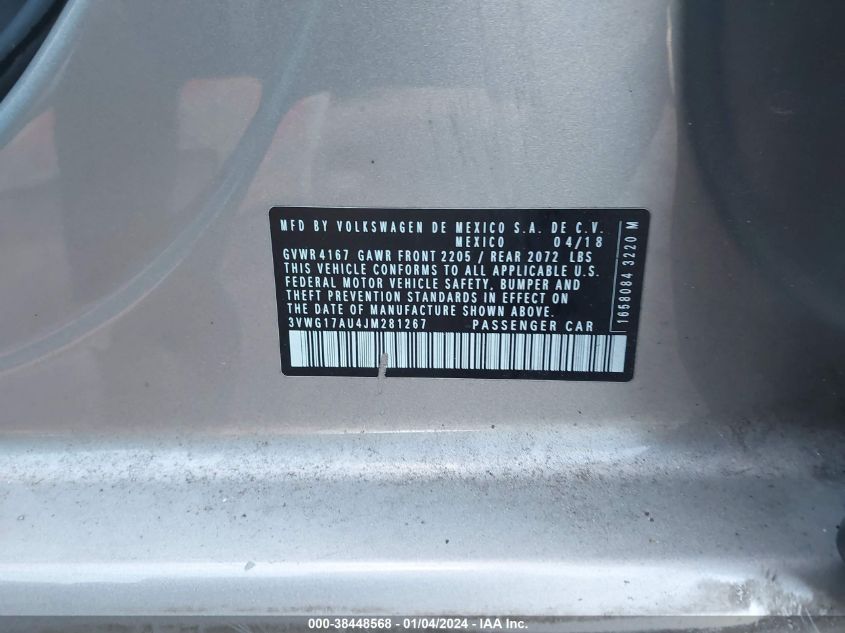 MFD BY VOLKSWAGEN DE MEXICO S.A. DE C.V.
MEXICO 04/18
GVWR 4167 GAWR FRONT 2205 / REAR 2072 LBS
THIS VEHICLE CONFORMS TO ALL APPLICABLE U.S.
FEDERAL MOTOR VEHICLE SAFETY, BUMPER AND
THEFT PREVENTION STANDARDS IN EFFECT ON
THE DATE OF MANUFACTURE SHOWN ABOVE.
3VWG17AU4JM281267 PASSENGER CAR
1658084 3220 M
000-38448568 - 01/04/2024 - IAA Inc.